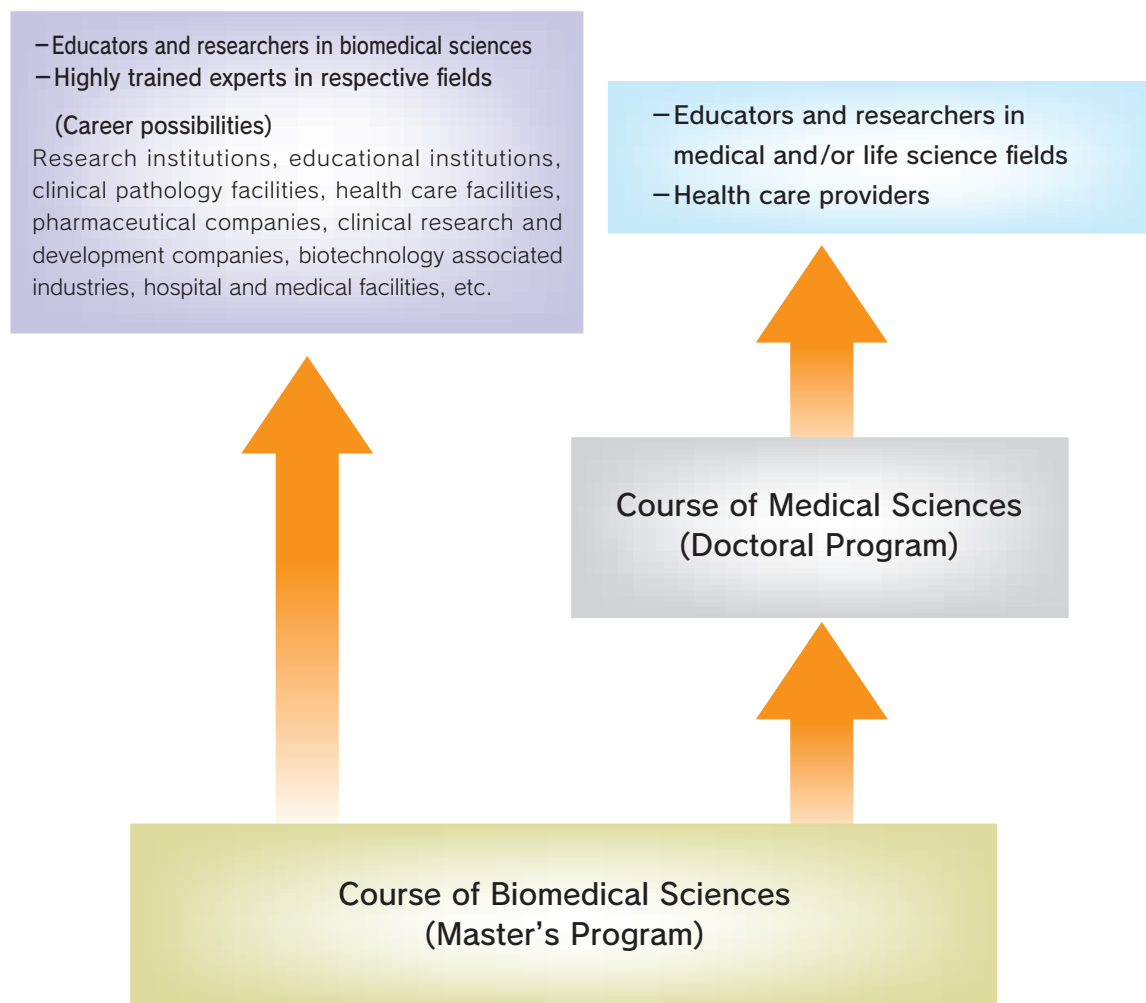 –Educators and researchers in biomedical sciences
–Highly trained experts in respective fields
(Career possibilities)
Research institutions, educational institutions,
clinical pathology facilities, health care facilities,
pharmaceutical companies, clinical research and
development companies, biotechnology associated
industries, hospital and medical facilities, etc.
–Educators and researchers in
medical and/or life science fields
–Health care providers
Course of Medical Sciences
(Doctoral Program)
Course of Biomedical Sciences
(Master's Program)